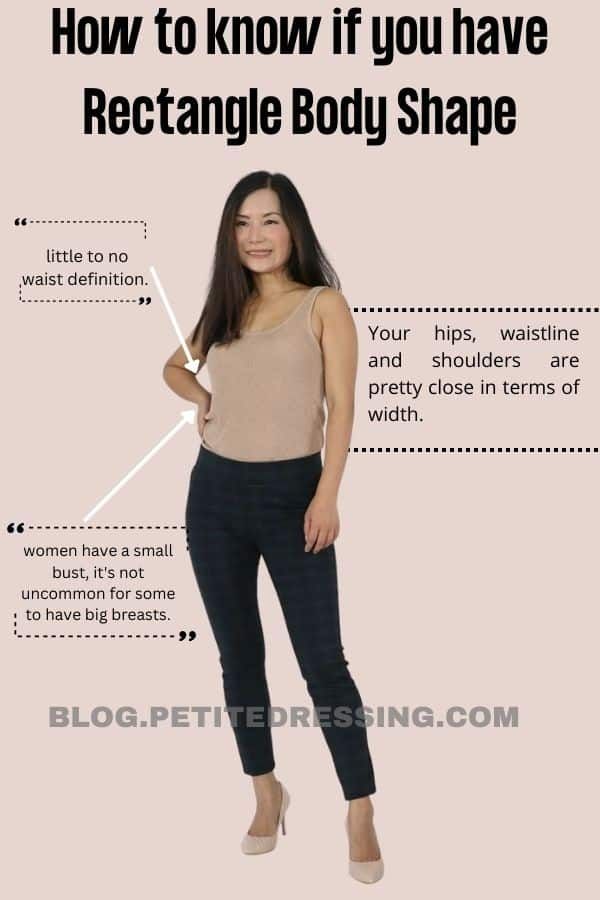 How to know if you have
Rectangle Body Shape
“
little to no
waist definition.
”
Your hips, waistline
and shoulders are
pretty close in terms of
width.
“
women have a small
bust, it's not
uncommon for some
to have big breasts.
”
BLOG.PETITEDRESSING.COM